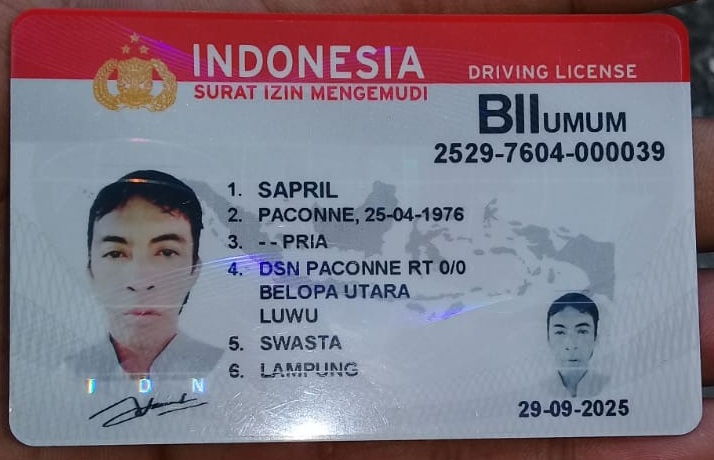 INDONESIA
SURAT IZIN MENGEMUDI
DRIVING LICENSE
BII UMUM
2529-7604-000039
1. SAPRIL
2. PACONNE, 25-04-1976
3. - - PRIA
4. DSN PACONNE RT 0/0
BELOPA UTARA
LUWU
5. SWASTA
6. LAMPUNG
I D N
29-09-2025